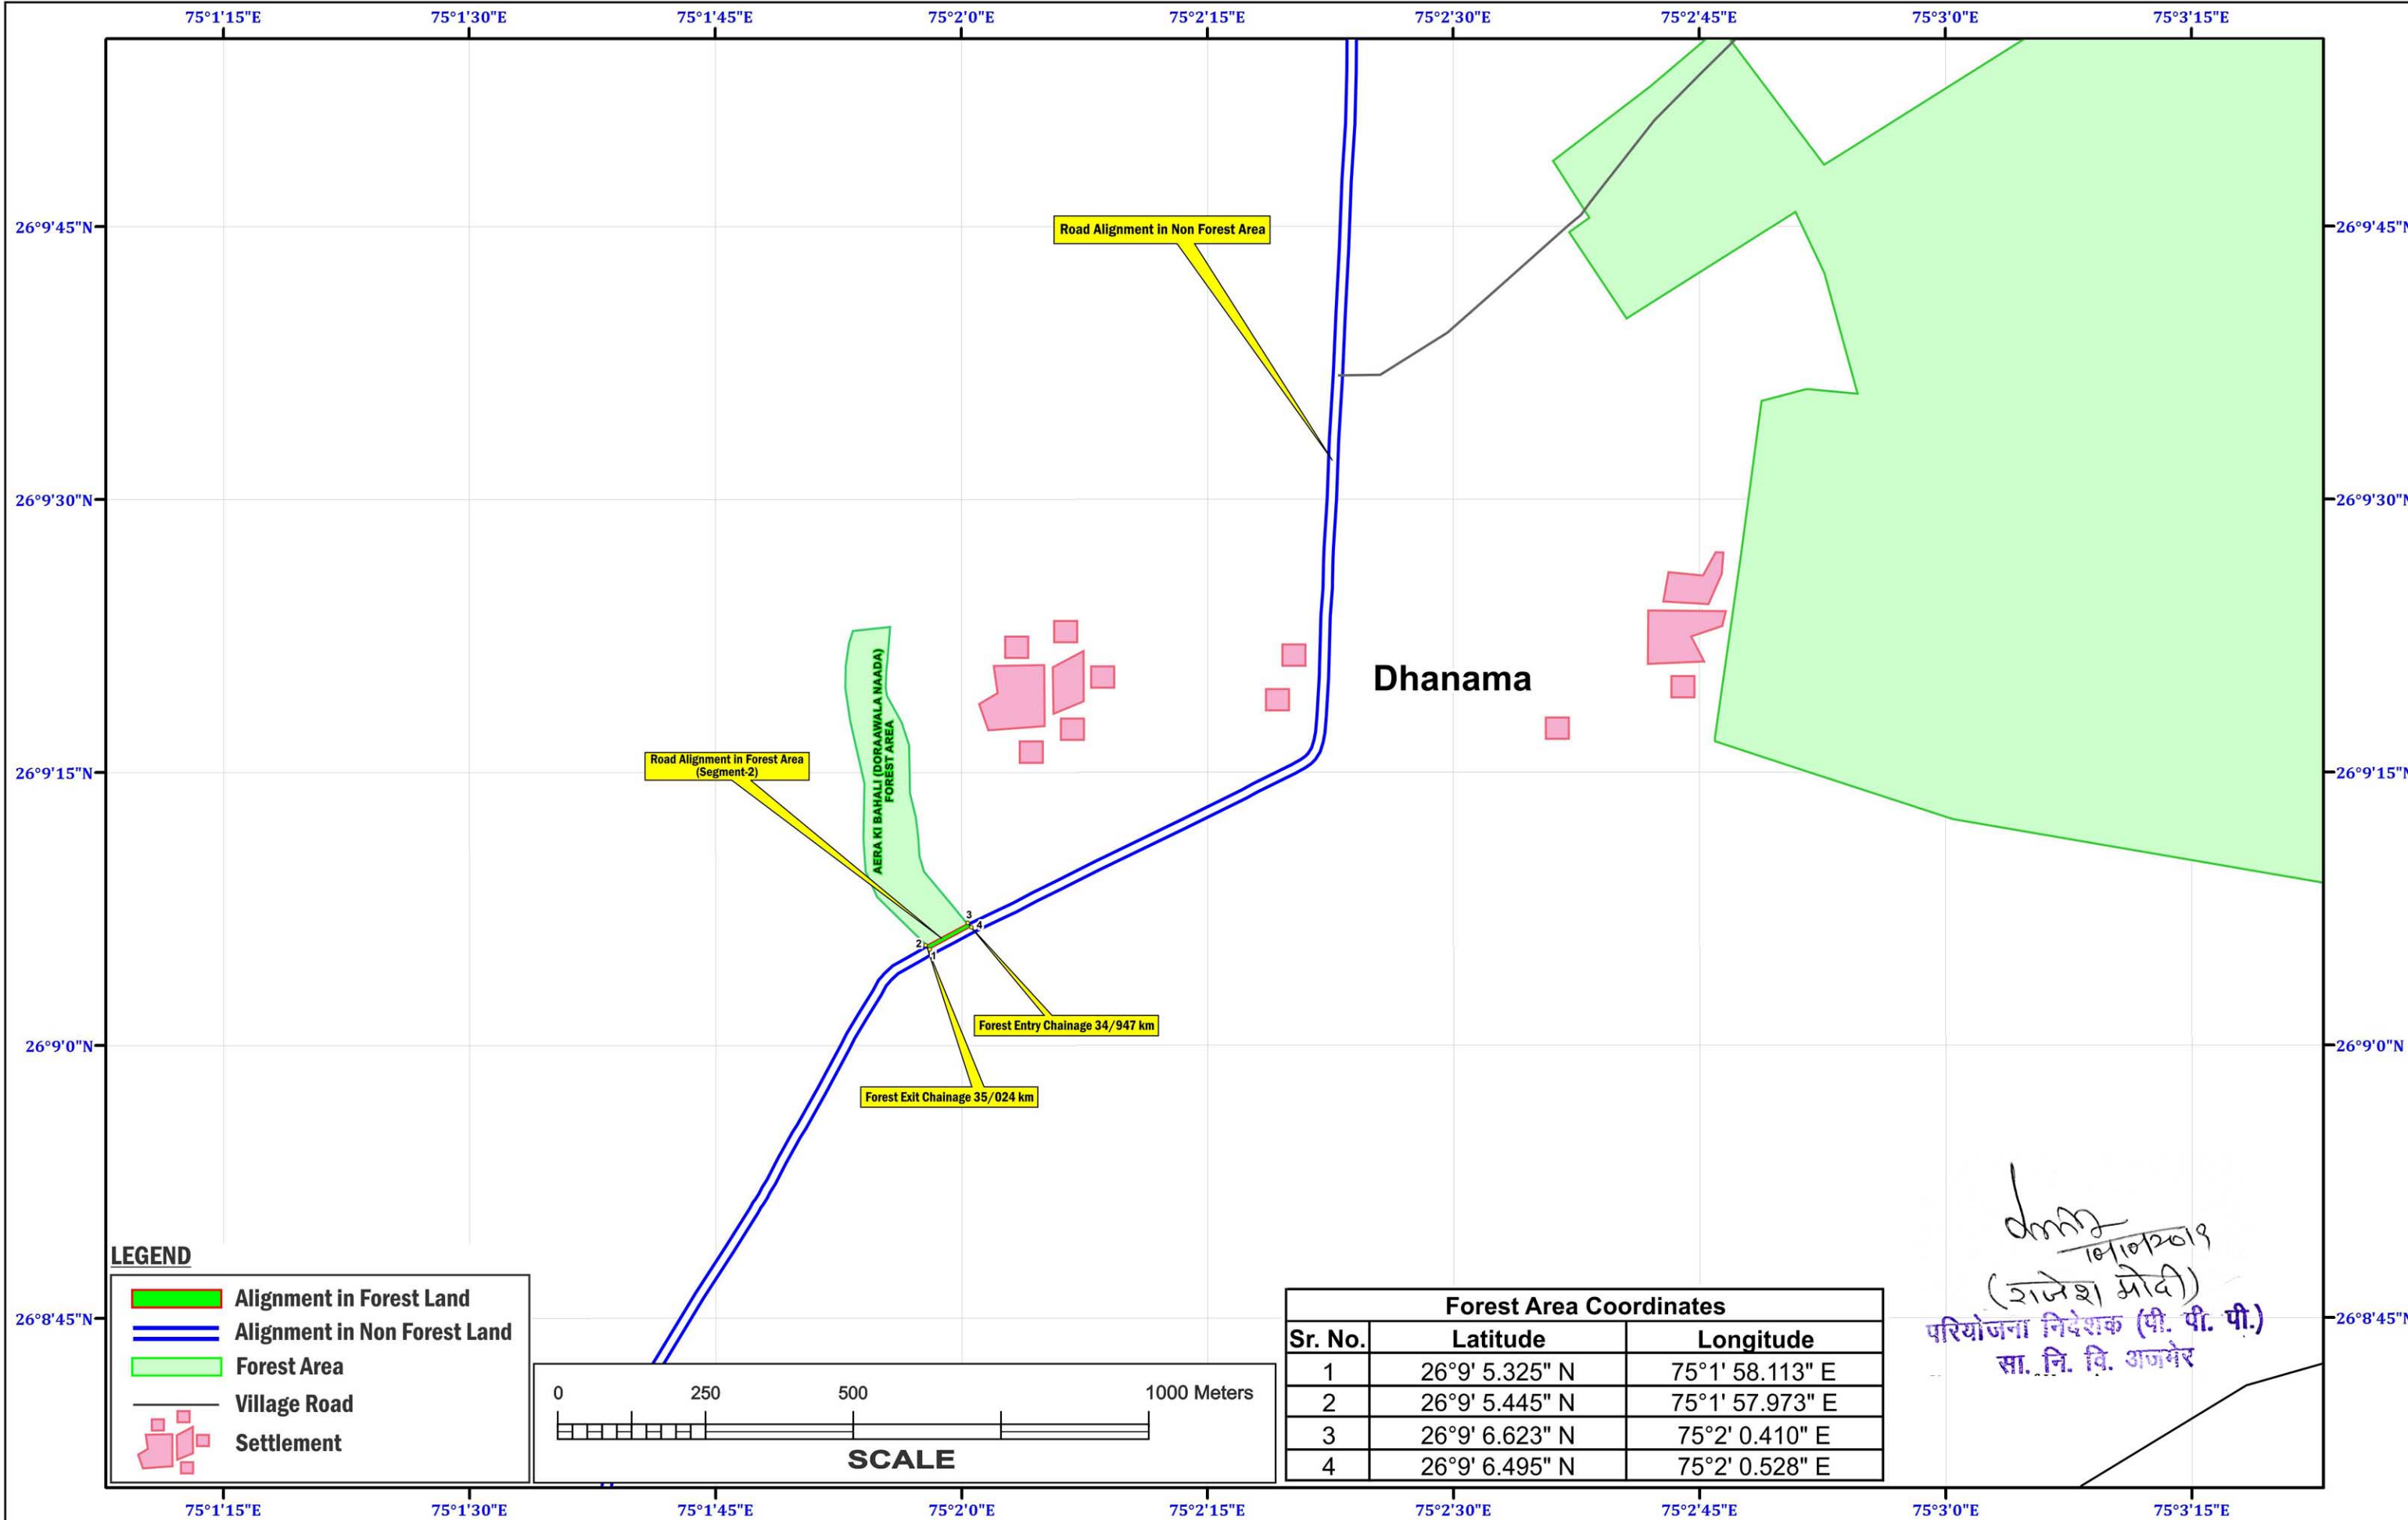 75°1'15"E 75°1'30"E 75°1'45"E 75°2'0"E 75°2'15"E 75°2'30"E 75°2'45"E 75°3'0"E 75°3'15"E
26°9'45"N 26°9'45"N
Road Alignment in Non Forest Area
26°9'30"N 26°9'30"N
Dhanama
AERA KI BAHALI (DORAAWALA NAADA)
FOREST AREA
26°9'15"N 26°9'15"N
Road Alignment in Forest Area
(Segment-2)
3
4
2
1
Forest Entry Chainage 34/947 km
26°9'0"N 26°9'0"N
Forest Exit Chainage 35/024 km
26°8'45"N 26°8'45"N
LEGEND
Alignment in Forest Land
Alignment in Non Forest Land
Forest Area
Village Road
Settlement
0 250 500 1000 Meters
SCALE
Forest Area Coordinates
Sr. No. Latitude Longitude
1 26°9' 5.325" N 75°1' 58.113" E
2 26°9' 5.445" N 75°1' 57.973" E
3 26°9' 6.623" N 75°2' 0.410" E
4 26°9' 6.495" N 75°2' 0.528" E
(राजेश मोदी)
परियोजना निदेशक (पी. पी. पी.)
सा. नि. वि. अजमेर
75°1'15"E 75°1'30"E 75°1'45"E 75°2'0"E 75°2'15"E 75°2'30"E 75°2'45"E 75°3'0"E 75°3'15"E